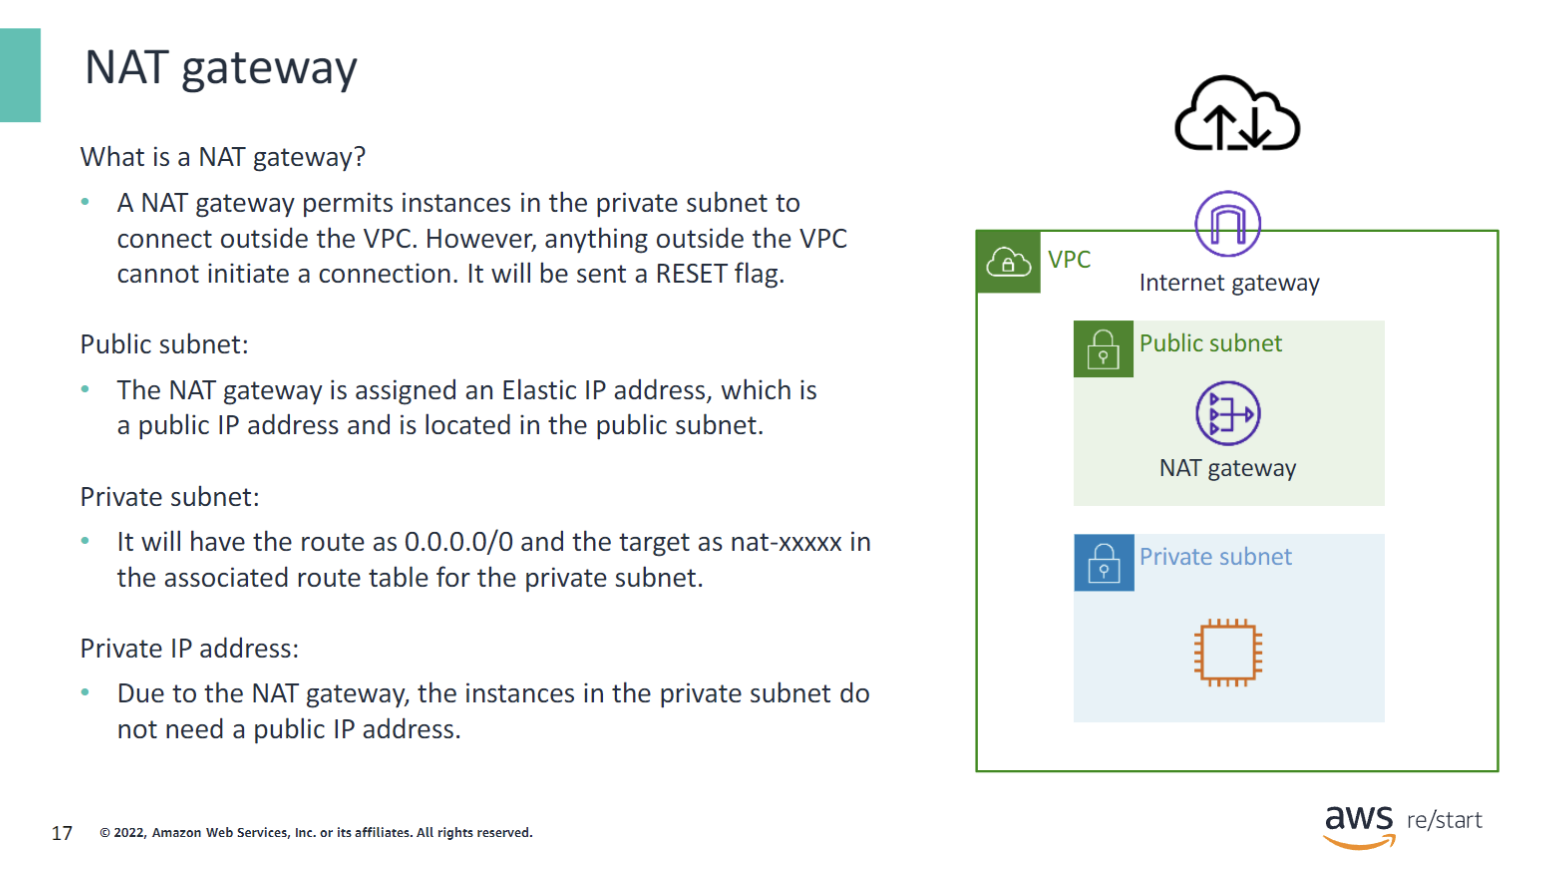 NAT gateway
What is a NAT gateway?
• A NAT gateway permits instances in the private subnet to
connect outside the VPC. However, anything outside the VPC
cannot initiate a connection. It will be sent a RESET flag.
Public subnet:
• The NAT gateway is assigned an Elastic IP address, which is
a public IP address and is located in the public subnet.
Private subnet:
• It will have the route as 0.0.0.0/0 and the target as nat-xxxxx in
the associated route table for the private subnet.
Private IP address:
• Due to the NAT gateway, the instances in the private subnet do
not need a public IP address.
VPC
Internet gateway
Public subnet
NAT gateway
Private subnet
17 © 2022, Amazon Web Services, Inc. or its affiliates. All rights reserved.
aws re/start